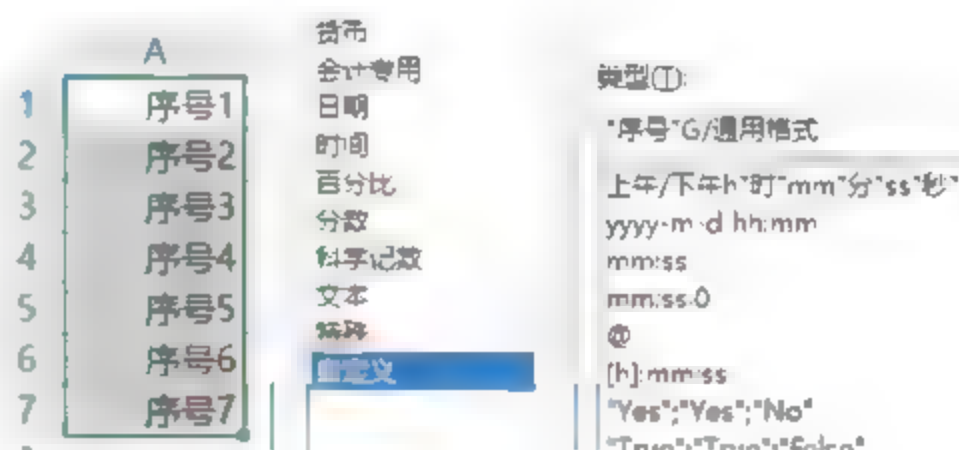 A
1 序号1
2 序号2
3 序号3
4 序号4
5 序号5
6 序号6
7 序号7
货币
会计专用
日期
时间
百分比
分数
科学记数
文本
特殊
自定义
类型(T):
"序号"G/通用格式
上午/下午h"时"mm"分"ss"秒"
yyyy-m-d hh:mm
mm:ss
mm:ss.0
@
[h]:mm:ss
"Yes";"Yes";"No"
"True";"True";"False"